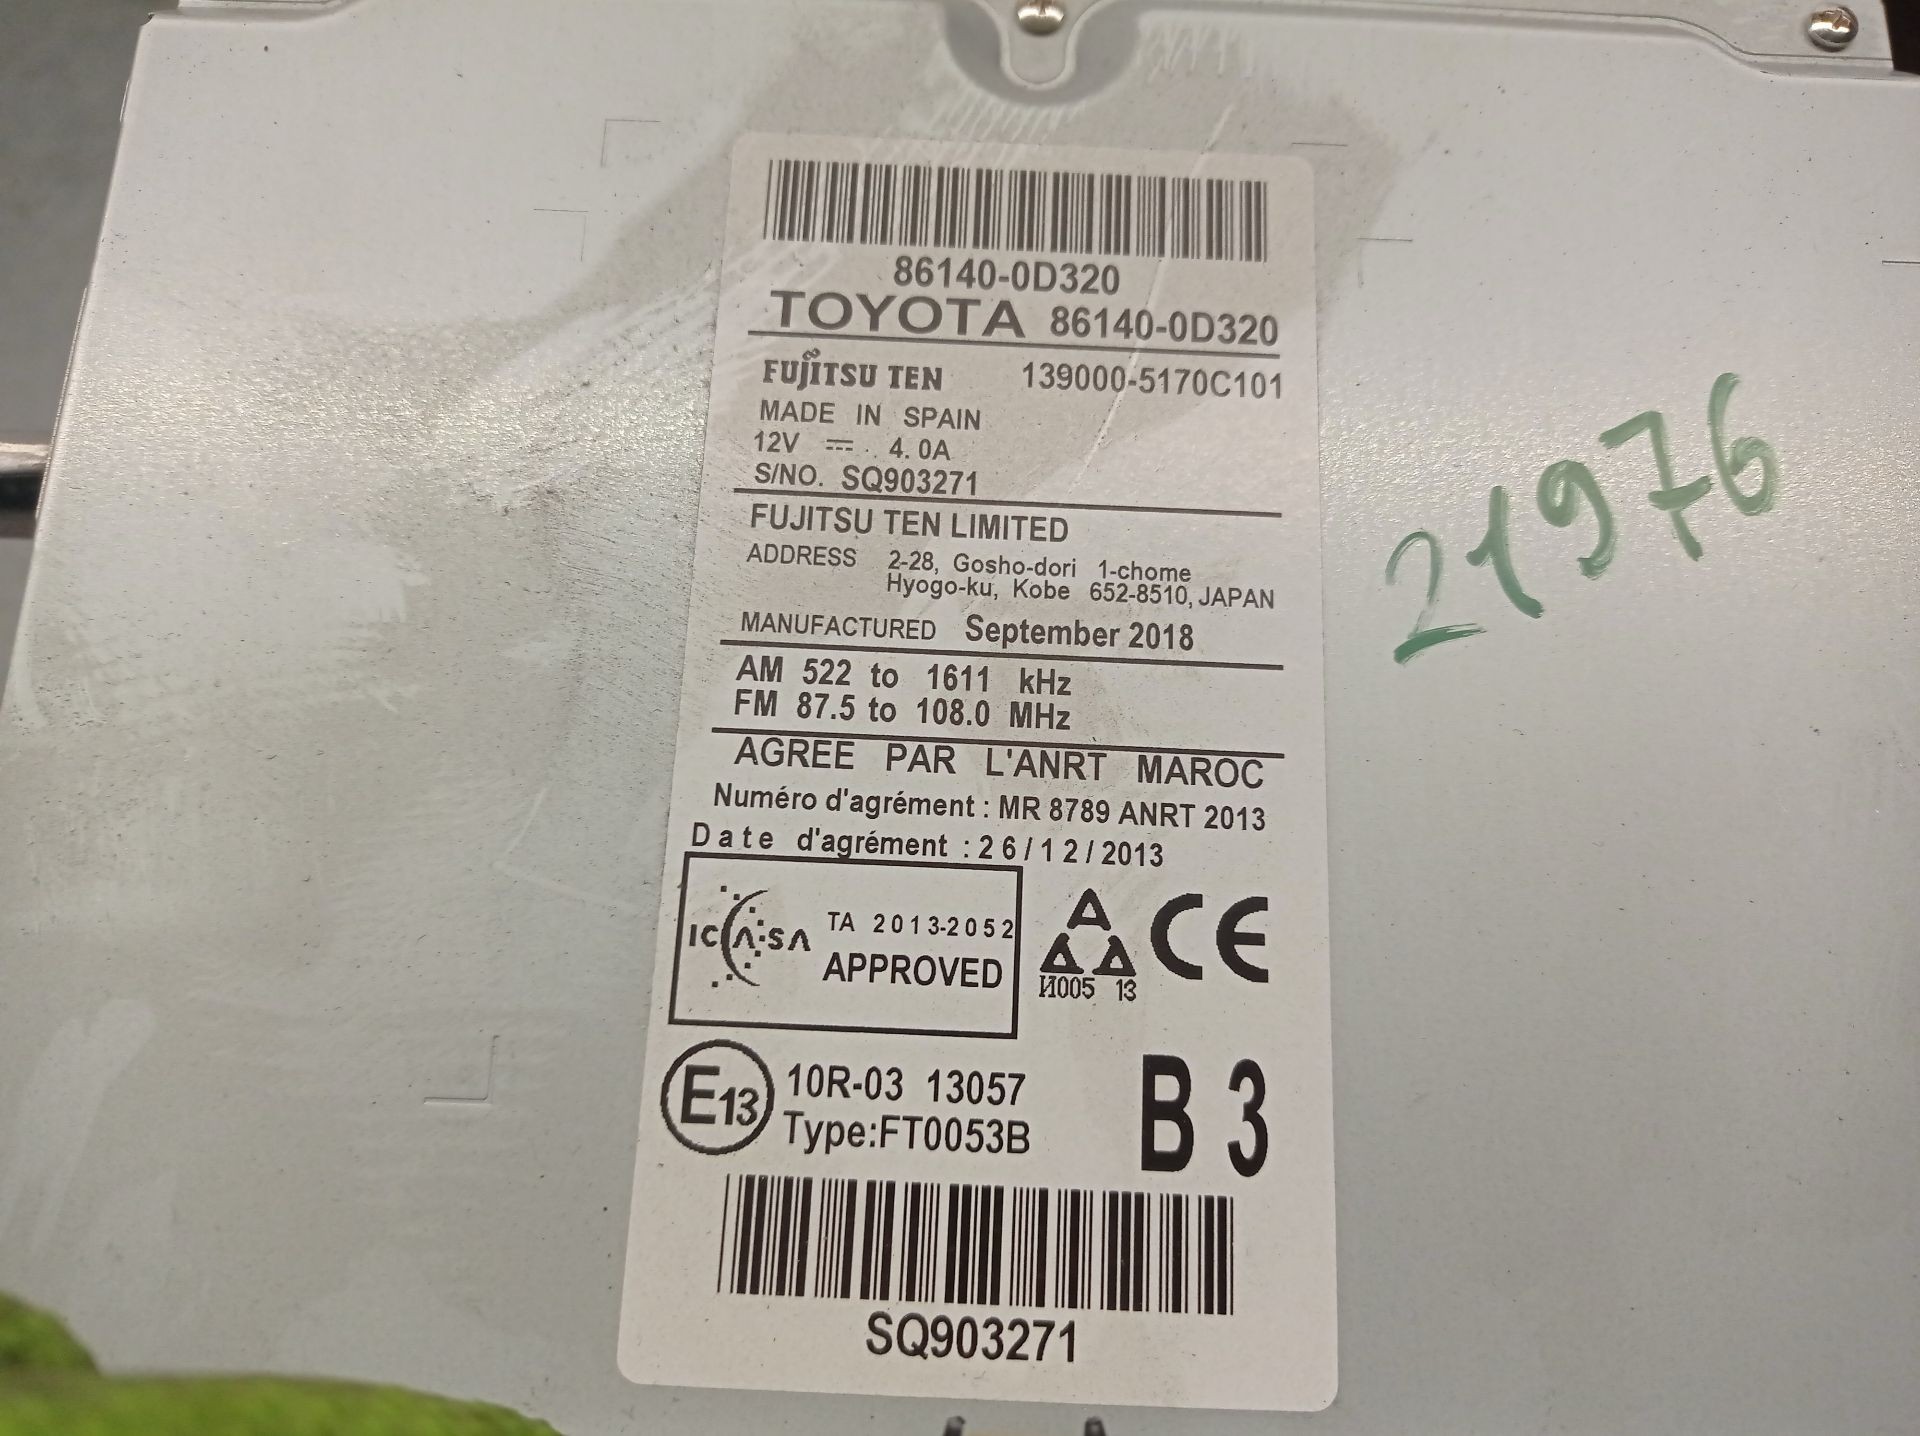 86140-0D320
TOYOTA 86140-0D320
FUJITSU TEN 139000-5170C101
MADE IN SPAIN
12V ⎓ 4.0A
S/NO. SQ903271
FUJITSU TEN LIMITED
ADDRESS 2-28, Gosho-dori 1-chome
Hyogo-ku, Kobe 652-8510, JAPAN
MANUFACTURED September 2018
AM 522 to 1611 kHz
FM 87.5 to 108.0 MHz
AGREE PAR L'ANRT MAROC
Numéro d'agrément : MR 8789 ANRT 2013
Date d'agrément : 26/12/2013
ICASA TA 2013-2052
APPROVED
CE
И005 13
E13 10R-03 13057
Type:FT0053B
B 3
SQ903271
21976